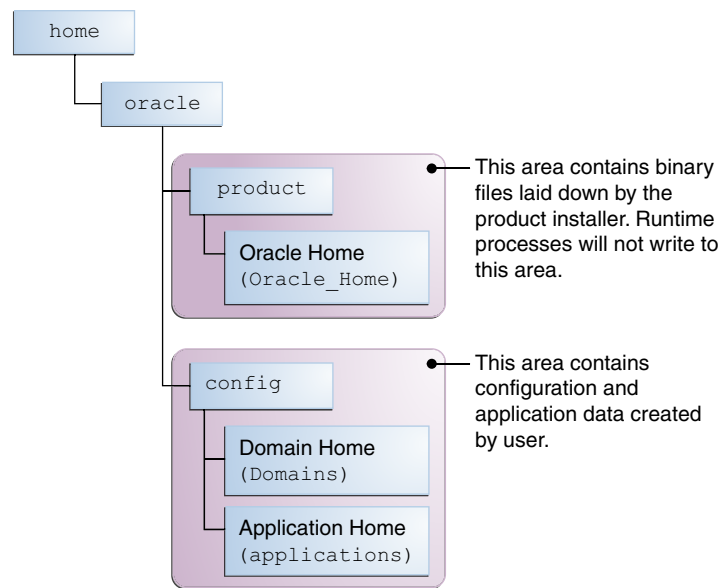 home
oracle
product
Oracle Home
(Oracle_Home)
This area contains binary
files laid down by the
product installer. Runtime
processes will not write to
this area.
config
Domain Home
(Domains)
Application Home
(applications)
This area contains
configuration and
application data created
by user.